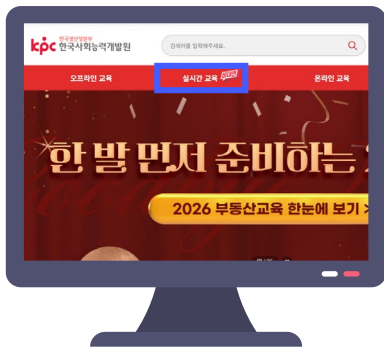 한국생산성본부
kpc 한국사회능력개발원
검색어를 입력해주세요.
오프라인 교육
실시간 교육
온라인 교육
한 발 먼저 준비하는
2026 부동산교육 한눈에 보기 >